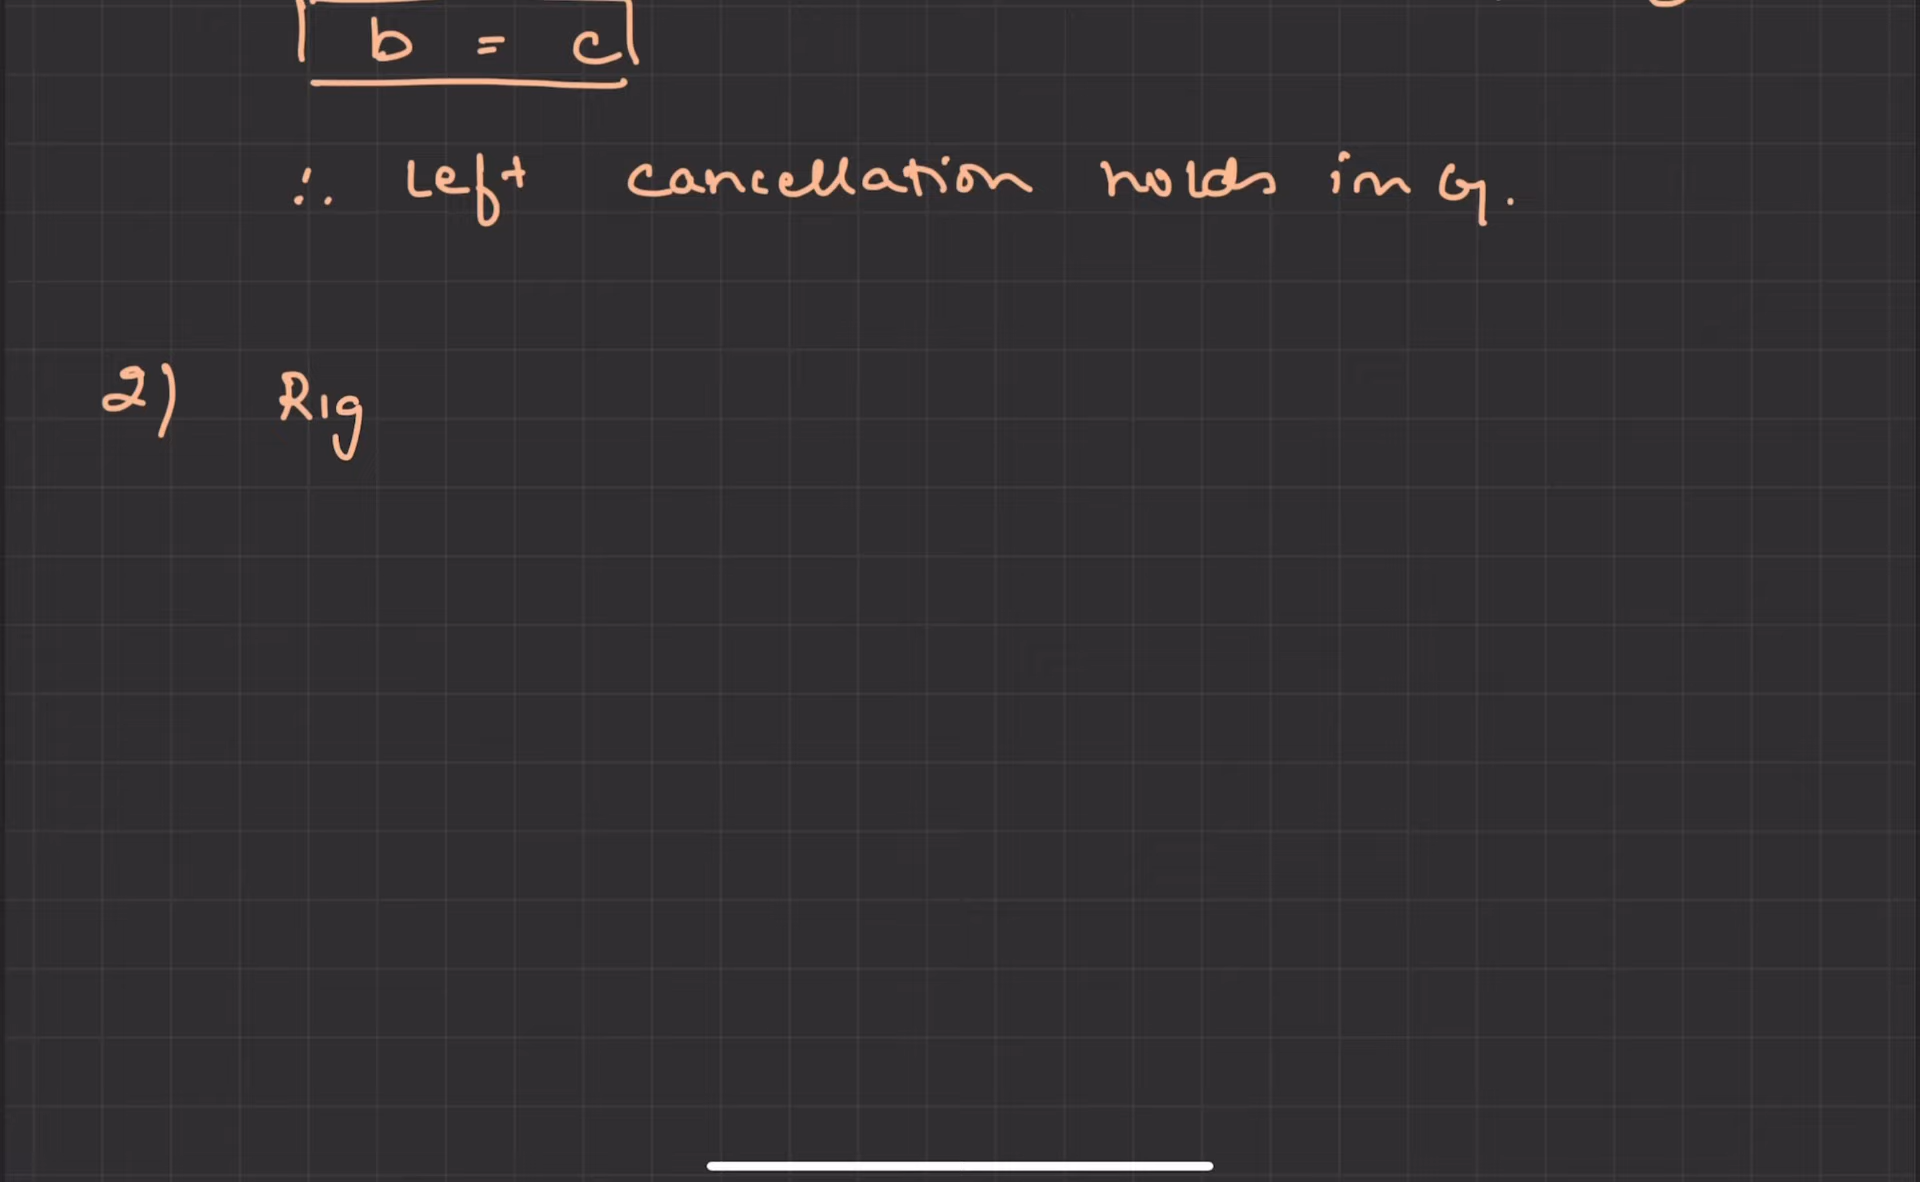 b = c
∴ Left cancellation holds in G.
2) Rig